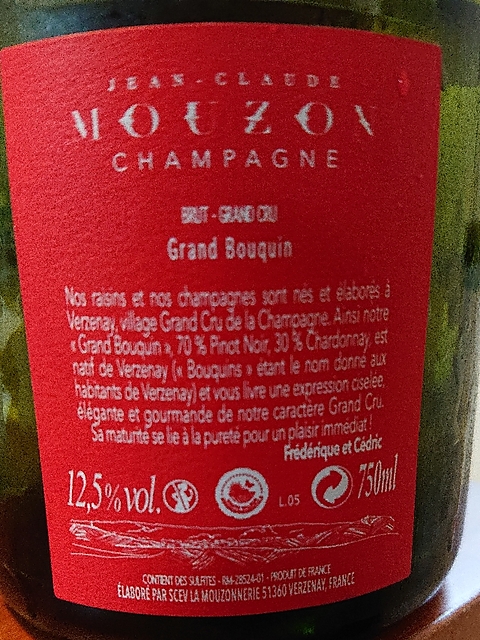 JEAN-CLAUDE
MOUZON
CHAMPAGNE
BRUT - GRAND CRU
Grand Bouquin
Nos raisins et nos champagnes sont nés et élaborés à
Verzenay, village Grand Cru de la Champagne. Ainsi notre
« Grand Bouquin », 70 % Pinot Noir, 30 % Chardonnay, est
natif de Verzenay (« Bouquins » étant le nom donné aux
habitants de Verzenay) et vous livre une expression ciselée,
élégante et gourmande de notre caractère Grand Cru.
Sa maturité se lie à la pureté pour un plaisir immédiat !
Frédérique et Cédric
12,5% vol. L.05 750ml
CONTIENT DES SULFITES - RM-28524-01 - PRODUIT DE FRANCE
ÉLABORÉ PAR SCEV LA MOUZONNERIE 51360 VERZENAY, FRANCE